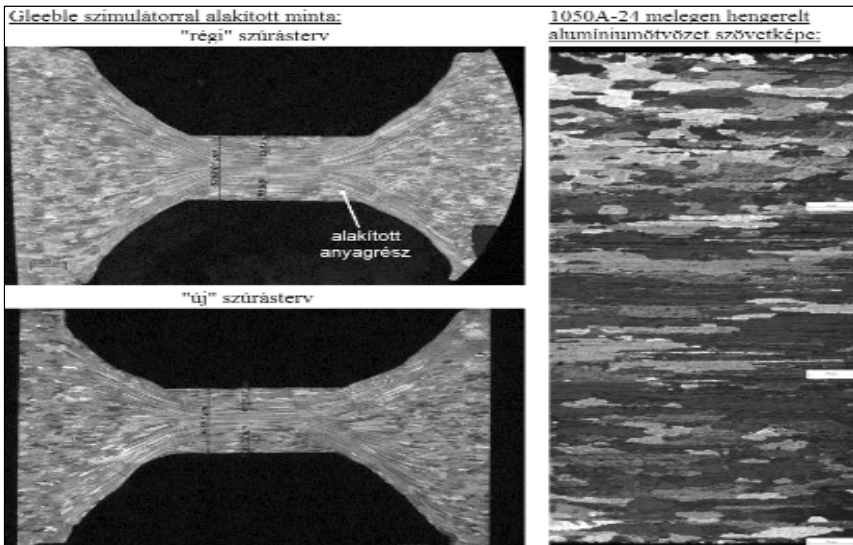 Gleeble szimulátorral alakított minta:
"régi" szúrásterv
alakított
anyagrész
"új" szúrásterv
1050A-24 melegen hengerelt
alumíniumötvözet szövetképe: